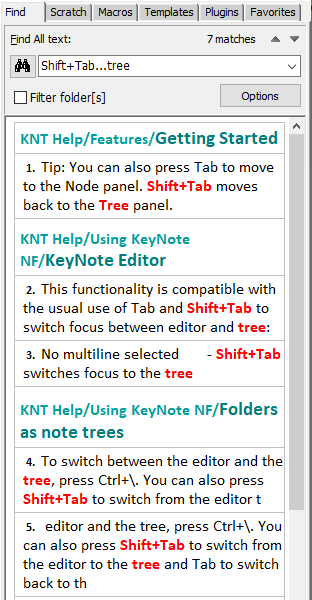 Find Scratch Macros Templates Plugins Favorites
Find All text: 7 matches
Shift+Tab...tree
Filter folder[s] Options
KNT Help/Features/Getting Started
1. Tip: You can also press Tab to move
to the Node panel. Shift+Tab moves
back to the Tree panel.
KNT Help/Using KeyNote
NF/KeyNote Editor
2. This functionality is compatible with
the usual use of Tab and Shift+Tab to
switch focus between editor and tree:
3. No multiline selected - Shift+Tab
switches focus to the tree
KNT Help/Using KeyNote NF/Folders
as note trees
4. To switch between the editor and the
tree, press Ctrl+\. You can also press
Shift+Tab to switch from the editor t
5. editor and the tree, press Ctrl+\. You
can also press Shift+Tab to switch from
the editor to the tree and Tab to switch
back to th